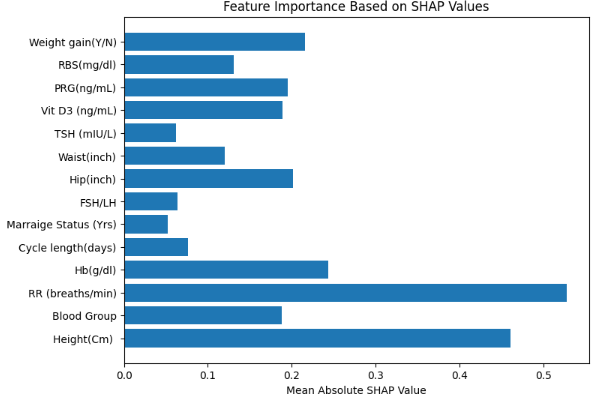 Feature Importance Based on SHAP Values
Weight gain(Y/N)
RBS(mg/dl)
PRG(ng/mL)
Vit D3 (ng/mL)
TSH (mIU/L)
Waist(inch)
Hip(inch)
FSH/LH
Marraige Status (Yrs)
Cycle length(days)
Hb(g/dl)
RR (breaths/min)
Blood Group
Height(Cm)
0.0 0.1 0.2 0.3 0.4 0.5
Mean Absolute SHAP Value